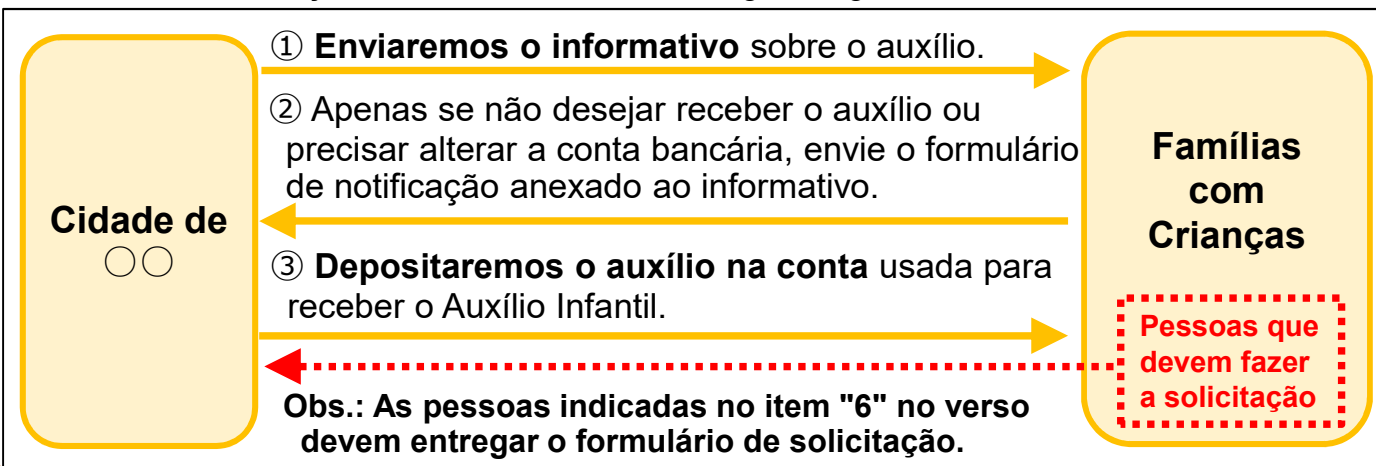 ① Enviaremos o informativo sobre o auxílio.
② Apenas se não desejar receber o auxílio ou
precisar alterar a conta bancária, envie o formulário
de notificação anexado ao informativo.
Cidade de
○○
③ Depositaremos o auxílio na conta usada para
receber o Auxílio Infantil.
Famílias
com
Crianças
Pessoas que
devem fazer
a solicitação
Obs.: As pessoas indicadas no item "6" no verso
devem entregar o formulário de solicitação.